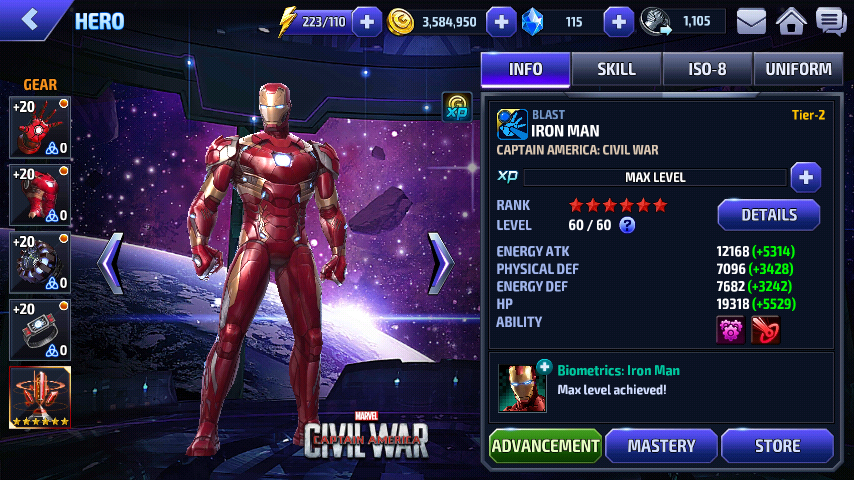 HERO
223/110
3,584,950
115
1,105
GEAR
+20
0
+20
0
+20
0
+20
0
XP
MARVEL
CAPTAIN AMERICA
CIVIL WAR
INFO
SKILL
ISO-8
UNIFORM
BLAST
Tier-2
IRON MAN
CAPTAIN AMERICA: CIVIL WAR
XP
MAX LEVEL
RANK
LEVEL
60 / 60
?
DETAILS
ENERGY ATK
12168 (+5314)
PHYSICAL DEF
7096 (+3428)
ENERGY DEF
7682 (+3242)
HP
19318 (+5529)
ABILITY
Biometrics: Iron Man
Max level achieved!
ADVANCEMENT
MASTERY
STORE